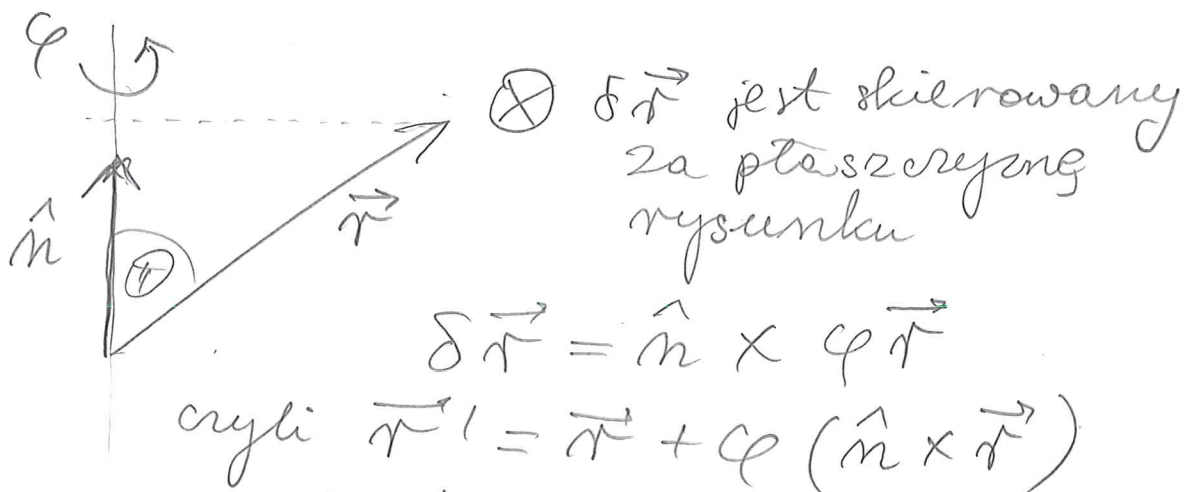 φ
⊗ δr⃗ jest skierowany
za płaszczyznę
rysunku
n̂
Θ
r⃗
δr⃗ = n̂ × φr⃗
czyli r⃗' = r⃗ + φ(n̂ × r⃗)